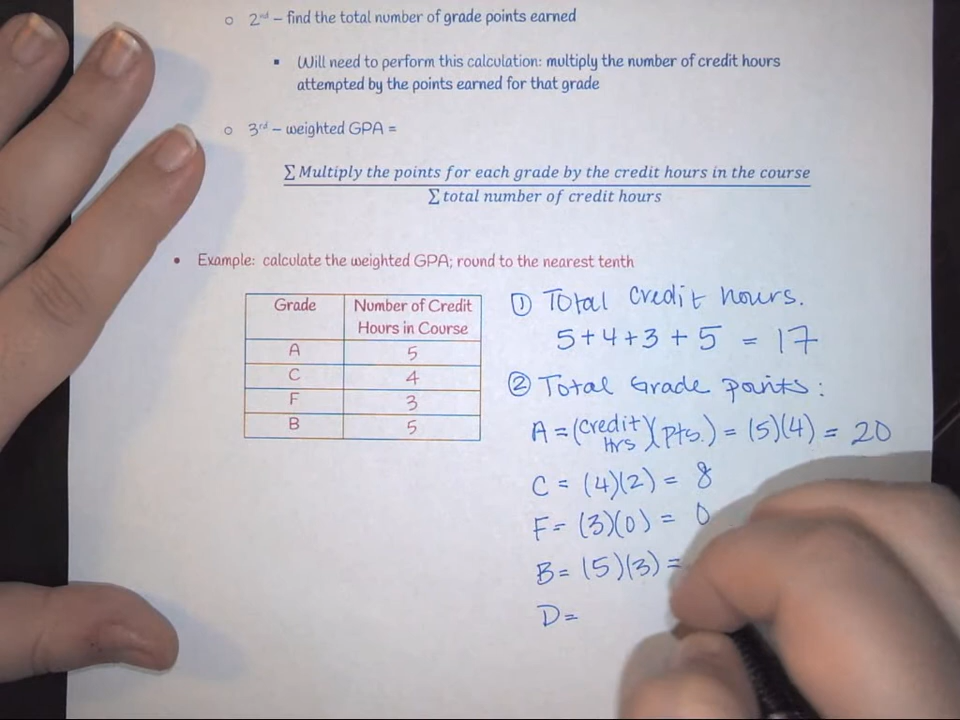 2nd – find the total number of grade points earned
Will need to perform this calculation: multiply the number of credit hours
attempted by the points earned for that grade
3rd – weighted GPA =
∑ Multiply the points for each grade by the credit hours in the course
∑ total number of credit hours
Example: calculate the weighted GPA; round to the nearest tenth
Grade Number of Credit
Hours in Course
A 5
C 4
F 3
B 5
① Total credit hours.
5+4+3+5 = 17
② Total Grade points:
A = (credit Hrs)(pts.) = (5)(4) = 20
C = (4)(2) = 8
F = (3)(0) = 0
B = (5)(3) =
D =